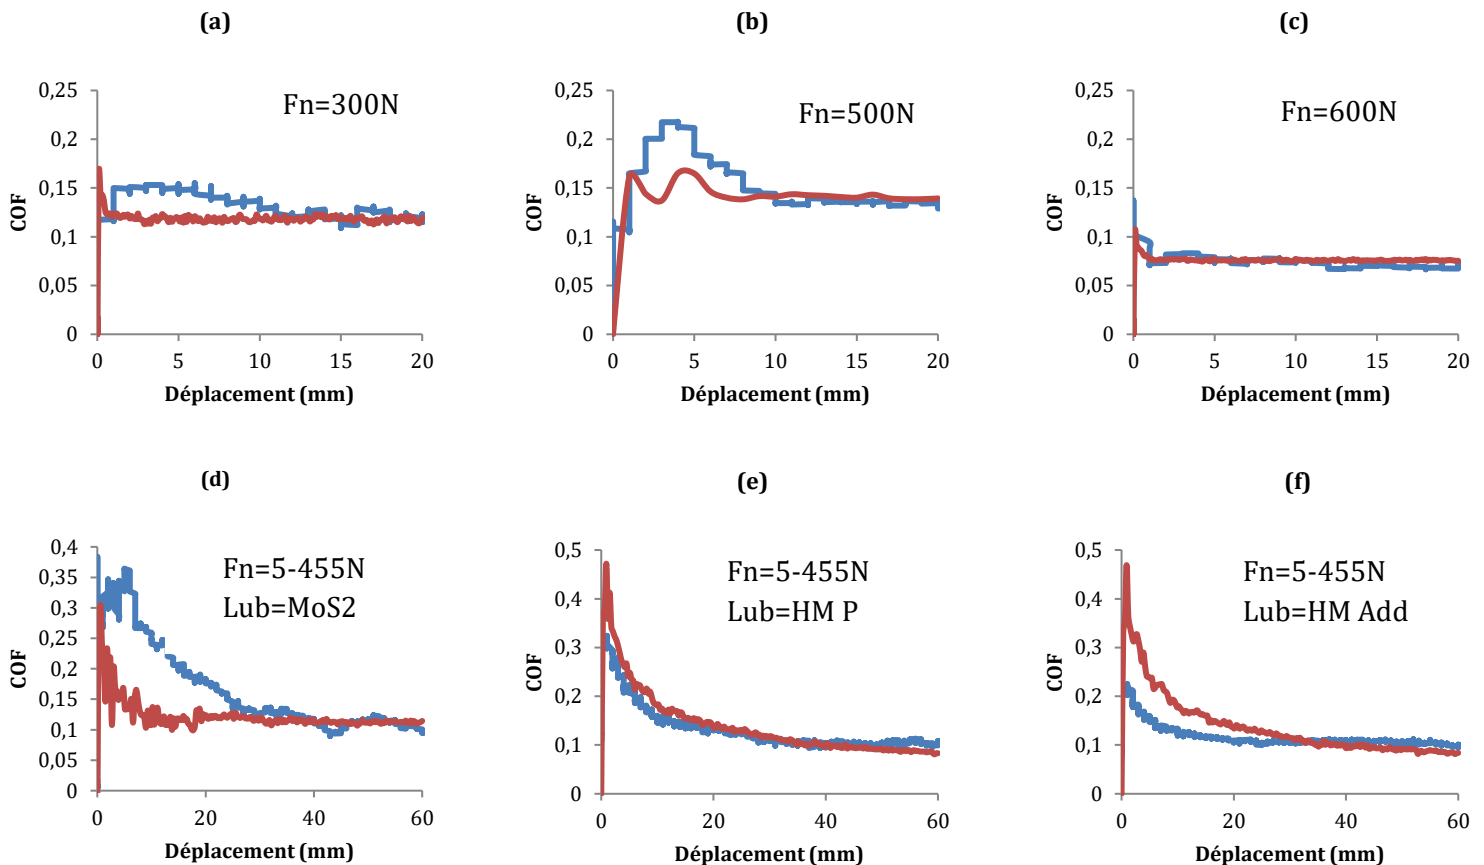 (a)
Fn=300N
0,25
0,2
0,15
0,1
0,05
0
COF
0
5
10
15
20
Déplacement (mm)
(b)
Fn=500N
0,25
0,2
0,15
0,1
0,05
0
COF
0
5
10
15
20
Déplacement (mm)
(c)
Fn=600N
0,25
0,2
0,15
0,1
0,05
0
COF
0
5
10
15
20
Déplacement (mm)
(d)
Fn=5-455N
Lub=MoS2
0,4
0,35
0,3
0,25
0,2
0,15
0,1
0,05
0
COF
0
20
40
60
Déplacement (mm)
(e)
Fn=5-455N
Lub=HM P
0,5
0,4
0,3
0,2
0,1
0
COF
0
20
40
60
Déplacement (mm)
(f)
Fn=5-455N
Lub=HM Add
0,5
0,4
0,3
0,2
0,1
0
COF
0
20
40
60
Déplacement (mm)